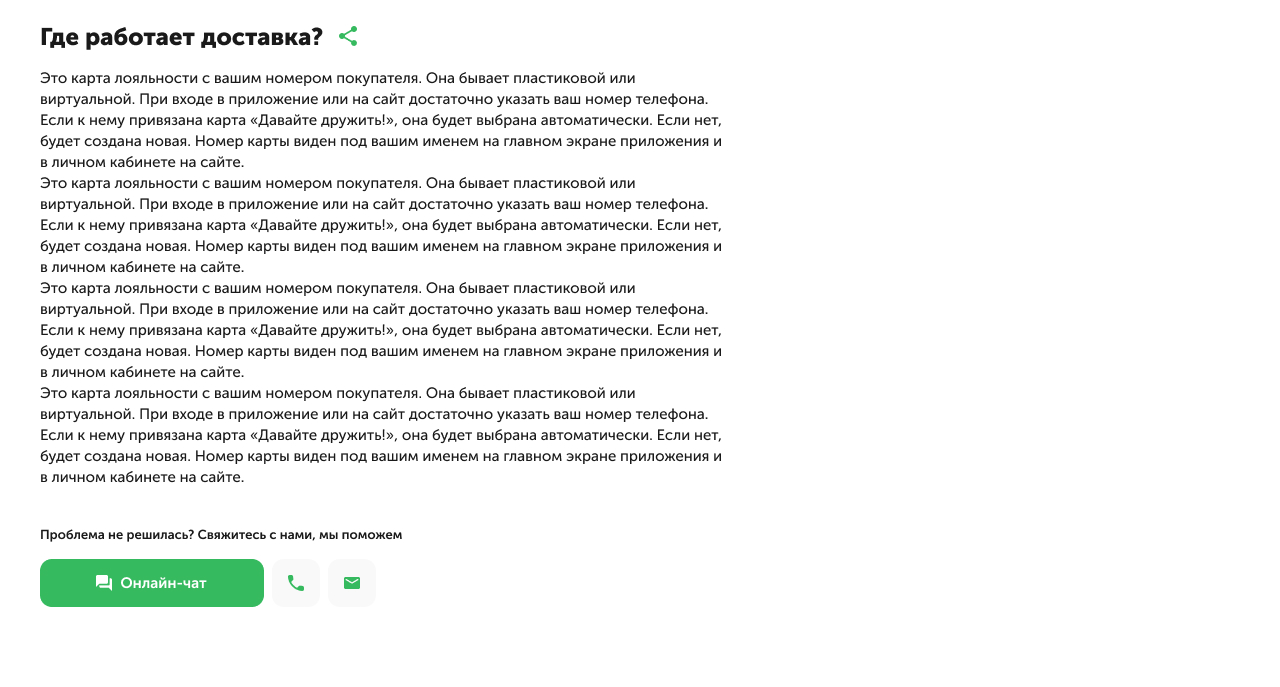 Где работает доставка?
Это карта лояльности с вашим номером покупателя. Она бывает пластиковой или
виртуальной. При входе в приложение или на сайт достаточно указать ваш номер телефона.
Если к нему привязана карта «Давайте дружить!», она будет выбрана автоматически. Если нет,
будет создана новая. Номер карты виден под вашим именем на главном экране приложения и
в личном кабинете на сайте.
Это карта лояльности с вашим номером покупателя. Она бывает пластиковой или
виртуальной. При входе в приложение или на сайт достаточно указать ваш номер телефона.
Если к нему привязана карта «Давайте дружить!», она будет выбрана автоматически. Если нет,
будет создана новая. Номер карты виден под вашим именем на главном экране приложения и
в личном кабинете на сайте.
Это карта лояльности с вашим номером покупателя. Она бывает пластиковой или
виртуальной. При входе в приложение или на сайт достаточно указать ваш номер телефона.
Если к нему привязана карта «Давайте дружить!», она будет выбрана автоматически. Если нет,
будет создана новая. Номер карты виден под вашим именем на главном экране приложения и
в личном кабинете на сайте.
Это карта лояльности с вашим номером покупателя. Она бывает пластиковой или
виртуальной. При входе в приложение или на сайт достаточно указать ваш номер телефона.
Если к нему привязана карта «Давайте дружить!», она будет выбрана автоматически. Если нет,
будет создана новая. Номер карты виден под вашим именем на главном экране приложения и
в личном кабинете на сайте.
Проблема не решилась? Свяжитесь с нами, мы поможем
Онлайн-чат